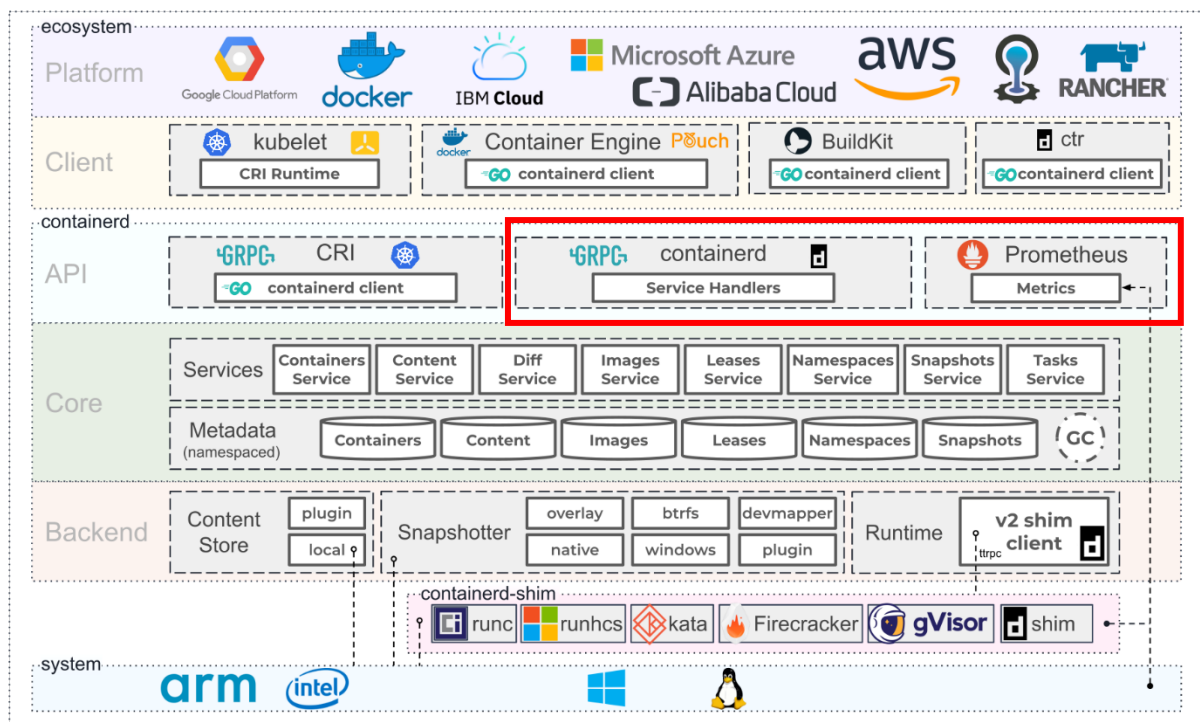 ecosystem
Platform
Google Cloud Platform
docker
IBM Cloud
Microsoft Azure
Alibaba Cloud
aws
RANCHER
Client
kubelet
CRI Runtime
docker
Container Engine
Pouch
GO containerd client
BuildKit
GO containerd client
ctr
GO containerd client
containerd
API
GRPC
CRI
GO containerd client
GRPC
containerd
Service Handlers
Prometheus
Metrics
Core
Services
Containers
Service
Content
Service
Diff
Service
Images
Service
Leases
Service
Namespaces
Service
Snapshots
Service
Tasks
Service
Metadata
(namespaced)
Containers
Content
Images
Leases
Namespaces
Snapshots
GC
Backend
Content
Store
plugin
local
Snapshotter
overlay
btrfs
devmapper
native
windows
plugin
Runtime
v2 shim
client
ttrpc
containerd-shim
runc
runhcs
kata
Firecracker
gVisor
shim
system
arm
intel